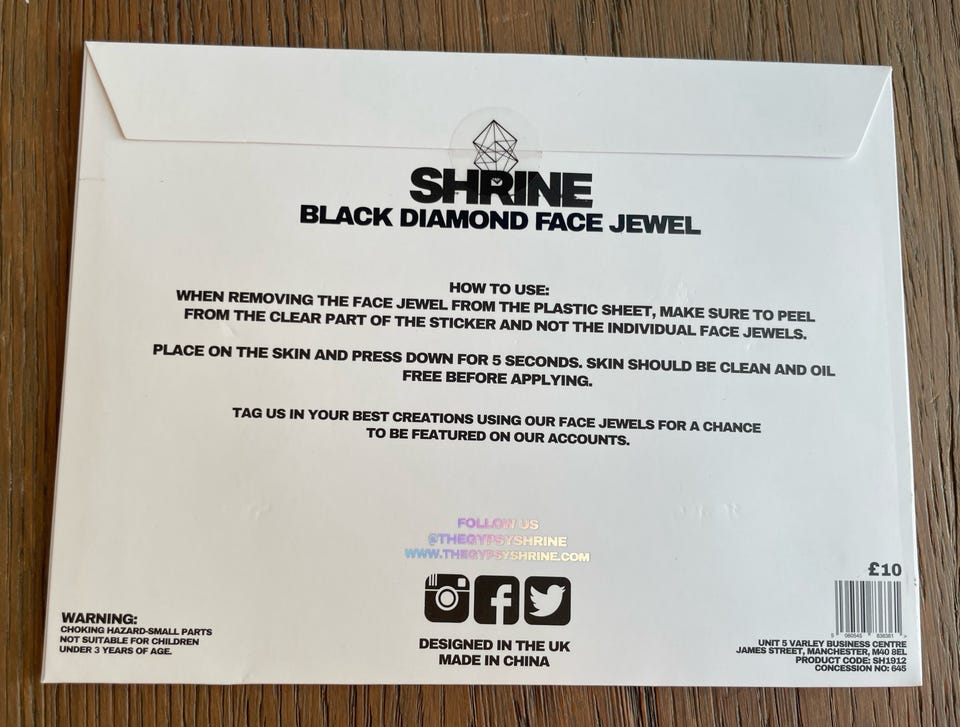 SHRINE
BLACK DIAMOND FACE JEWEL
HOW TO USE:
WHEN REMOVING THE FACE JEWEL FROM THE PLASTIC SHEET, MAKE SURE TO PEEL
FROM THE CLEAR PART OF THE STICKER AND NOT THE INDIVIDUAL FACE JEWELS.
PLACE ON THE SKIN AND PRESS DOWN FOR 5 SECONDS. SKIN SHOULD BE CLEAN AND OIL
FREE BEFORE APPLYING.
TAG US IN YOUR BEST CREATIONS USING OUR FACE JEWELS FOR A CHANCE
TO BE FEATURED ON OUR ACCOUNTS.
FOLLOW US
@THEGYPSYSHRINE
WWW.THEGYPSYSHRINE.COM
DESIGNED IN THE UK
MADE IN CHINA
WARNING:
CHOKING HAZARD-SMALL PARTS
NOT SUITABLE FOR CHILDREN
UNDER 3 YEARS OF AGE.
£10
5 060545 836381 >
UNIT 5 VARLEY BUSINESS CENTRE
JAMES STREET, MANCHESTER, M40 8EL
PRODUCT CODE: SH1912
CONCESSION NO: 645